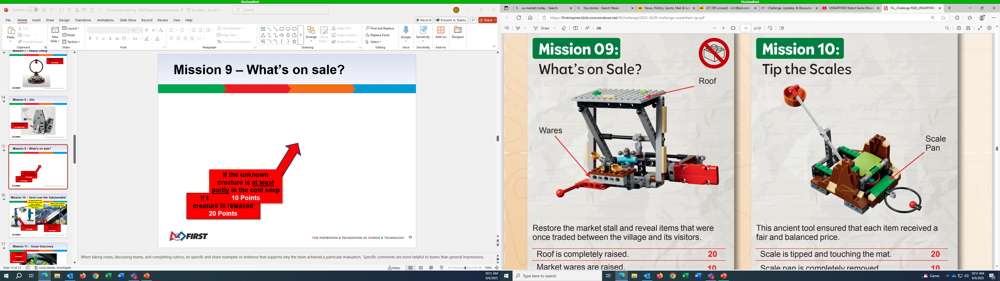 Unclassified
AutoSave On
FLL Coaches Training - 2025 Robot Game Unearthed
No Label • Saved
Search
CJ
File Home Insert Draw Design Transitions Animations Slide Show Record Review View Help
Record
Present in Teams
Share
Paste
Cut
Copy
Format Painter
Clipboard
New
Slide
Layout
Reset
Section
Slides
36
Font
Text Direction
Align Text
Convert to SmartArt
Paragraph
Arrange
Quick
Styles
Shape Fill
Shape Outline
Shape Effects
Drawing
Find and Replace
Replace Fonts
Select
Editing
Dictate
Voice
Sensitivity
Sensitivity
Add-ins
Add-ins
Designer
Mission 7 – Heavy Lifting
14
Mission 8 – Silo
15
Mission 9 – What's on sale?
16
Mission 10 – Send over the Submersible
17
Mission 11 – Sonar Discovery
Mission 9 – What's on sale?
If the unknown
creature is at least
partly in the cold seep
10 Points
creature is released
20 Points
FIRST
FOR INSPIRATION & RECOGNITION OF SCIENCE & TECHNOLOGY 15
When taking notes, discussing teams, and completing rubrics, be specific and share examples or evidence that supports why the team achieved a particular evaluation. Specific comments are more helpful to teams than general impressions.
Slide 15 of 31
Accessibility: Investigate
Notes
104%
10:51 AM
8/6/2025
Unclassified
us markets today - Search
Top stories - Search News
News, Politics, Sports, Mail & Lat
(27,195 unread) - is1c@aol.com
Challenge, Updates, & Resources
UNEARTHED Robot Game Missio
FLL_Challenge RGR_UNEARTHED
https://firstinspires.blob.core.windows.net/fll/challenge/2025-26/fll-challenge-unearthed-rgr.pdf
Draw
11 of 20
Mission 09:
What's on Sale?
Roof
Wares
Restore the market stall and reveal items that were
once traded between the village and its visitors.
Roof is completely raised. 20
Market wares are raised. 10
Mission 10:
Tip the Scales
Scale
Pan
This ancient tool ensured that each item received a
fair and balanced price.
Scale is tipped and touching the mat. 20
Scale pan is completely removed 10
Type here to search
Game
10:51 AM
8/6/2025
21